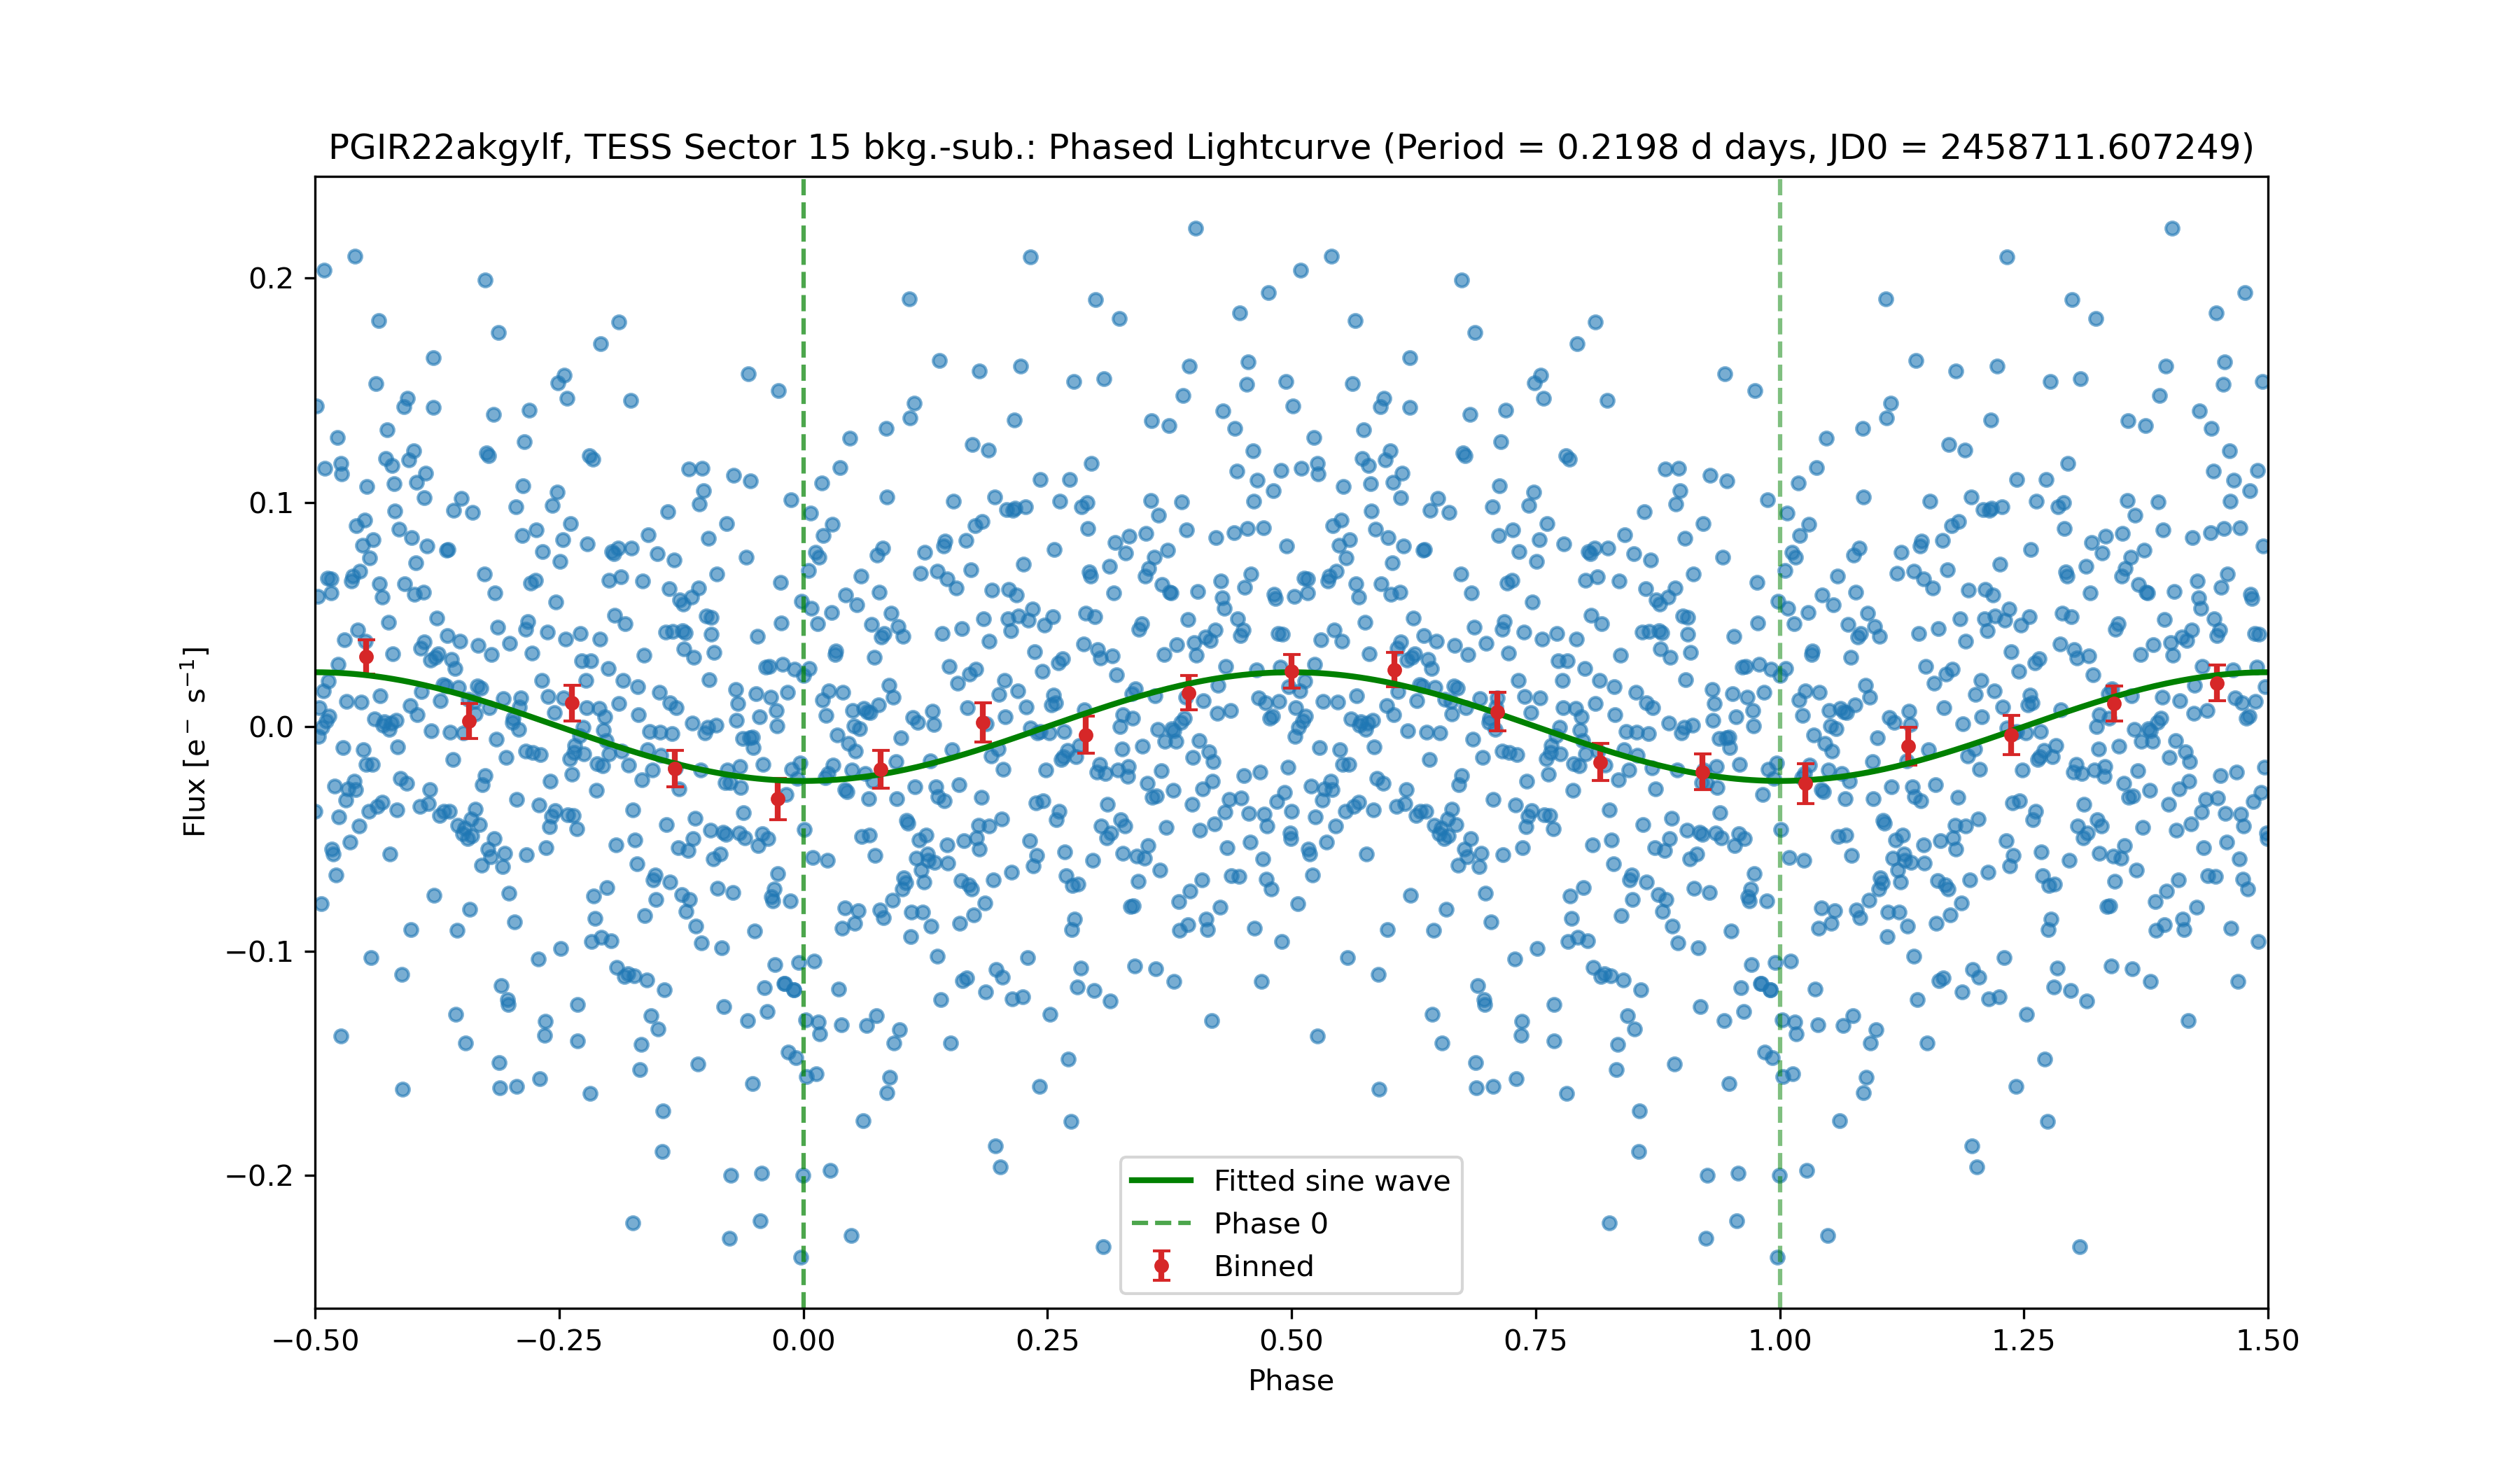 PGIR22akgylf, TESS Sector 15 bkg.-sub.: Phased Lightcurve (Period = 0.2198 d days, JD0 = 2458711.607249)
Flux [e⁻ s⁻¹]
0.2
0.1
0.0
−0.1
−0.2
Fitted sine wave
Phase 0
Binned
−0.50 −0.25 0.00 0.25 0.50 0.75 1.00 1.25 1.50
Phase